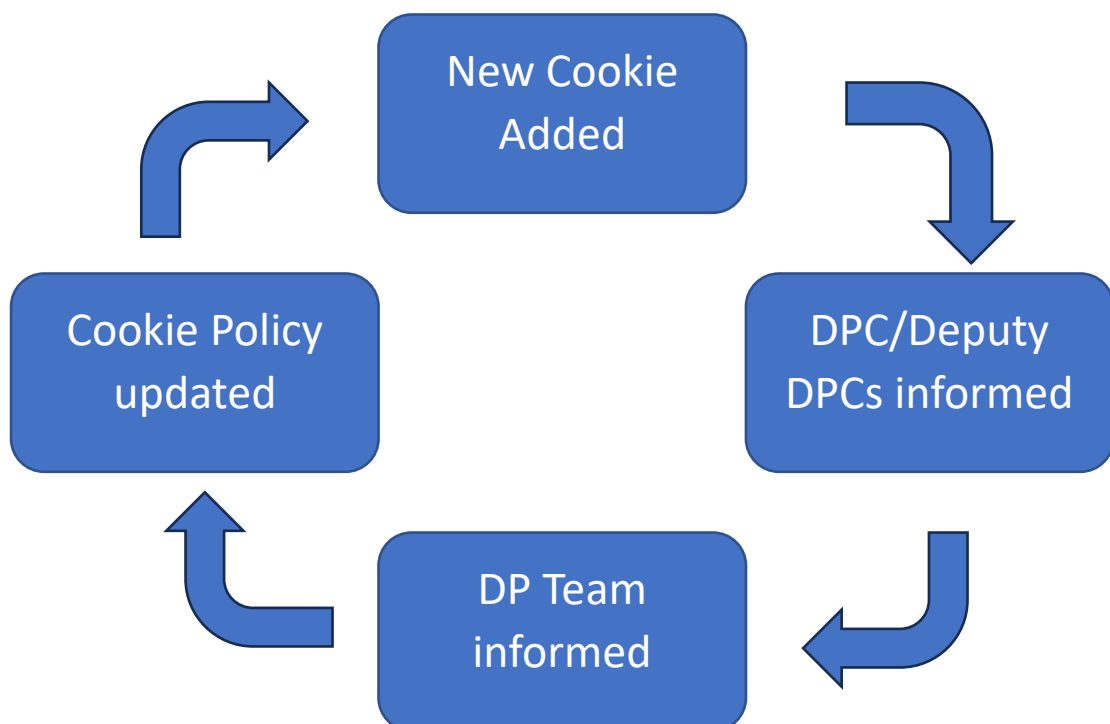 New Cookie
Added
DPC/Deputy
DPCs informed
DP Team
informed
Cookie Policy
updated